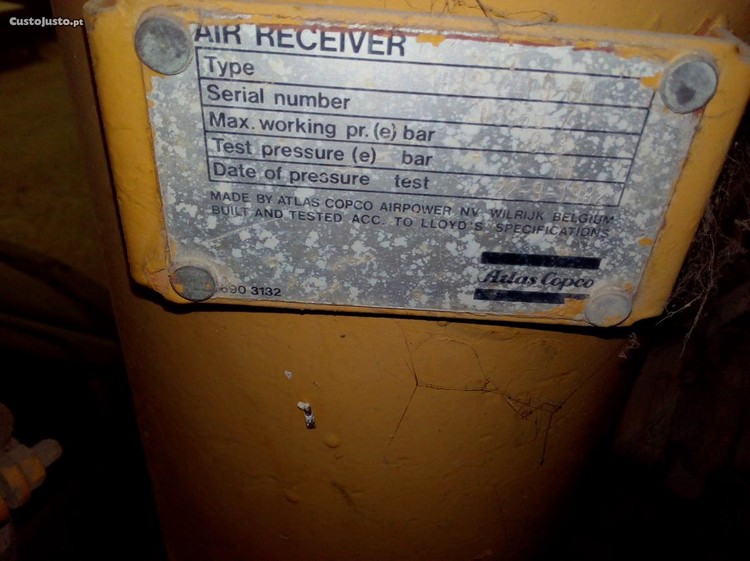 CustoJusto.pt
AIR RECEIVER
Type
Serial number
Max. working pr. (e) bar
Test pressure (e) bar
Date of pressure test
MADE BY ATLAS COPCO AIRPOWER NV WILRIJK BELGIUM
BUILT AND TESTED ACC. TO LLOYD'S SPECIFICATIONS
Atlas Copco
690 3132